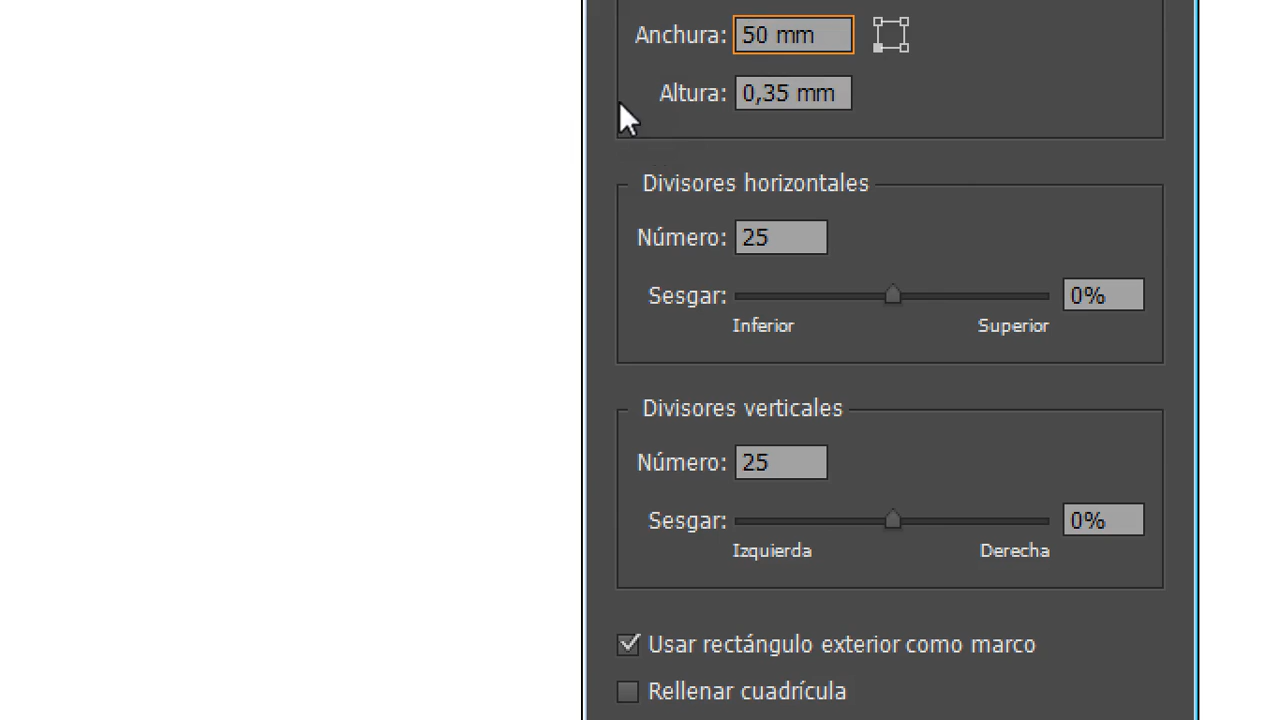 Anchura: 50 mm
Altura: 0,35 mm
Divisores horizontales
Número: 25
Sesgar: 0%
Inferior Superior
Divisores verticales
Número: 25
Sesgar: 0%
Izquierda Derecha
Usar rectángulo exterior como marco
Rellenar cuadrícula